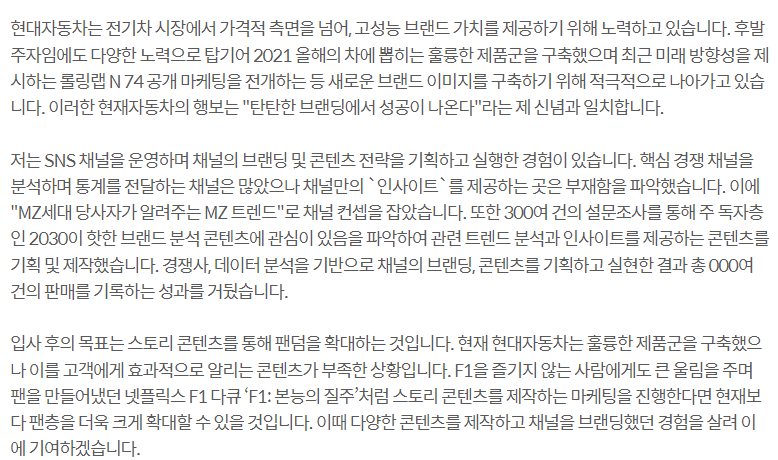 현대자동차는 전기차 시장에서 가격적 측면을 넘어, 고성능 브랜드 가치를 제공하기 위해 노력하고 있습니다. 후발
주자임에도 다양한 노력으로 탑기어 2021 올해의 차에 뽑히는 훌륭한 제품군을 구축했으며 최근 미래 방향성을 제
시하는 롤링랩 N 74 공개 마케팅을 전개하는 등 새로운 브랜드 이미지를 구축하기 위해 적극적으로 나아가고 있습
니다. 이러한 현재자동차의 행보는 "탄탄한 브랜딩에서 성공이 나온다"라는 제 신념과 일치합니다.
저는 SNS 채널을 운영하며 채널의 브랜딩 및 콘텐츠 전략을 기획하고 실행한 경험이 있습니다. 핵심 경쟁 채널을
분석하며 통계를 전달하는 채널은 많았으나 채널만의 `인사이트`를 제공하는 곳은 부재함을 파악했습니다. 이에
"MZ세대 당사자가 알려주는 MZ 트렌드"로 채널 컨셉을 잡았습니다. 또한 300여 건의 설문조사를 통해 주 독자층
인 2030이 핫한 브랜드 분석 콘텐츠에 관심이 있음을 파악하여 관련 트렌드 분석과 인사이트를 제공하는 콘텐츠를
기획 및 제작했습니다. 경쟁사, 데이터 분석을 기반으로 채널의 브랜딩, 콘텐츠를 기획하고 실현한 결과 총 000여
건의 판매를 기록하는 성과를 거뒀습니다.
입사 후의 목표는 스토리 콘텐츠를 통해 팬덤을 확대하는 것입니다. 현재 현대자동차는 훌륭한 제품군을 구축했으
나 이를 고객에게 효과적으로 알리는 콘텐츠가 부족한 상황입니다. F1을 즐기지 않는 사람에게도 큰 울림을 주며
팬을 만들어냈던 넷플릭스 F1 다큐 ‘F1: 본능의 질주’처럼 스토리 콘텐츠를 제작하는 마케팅을 진행한다면 현재보
다 팬층을 더욱 크게 확대할 수 있을 것입니다. 이때 다양한 콘텐츠를 제작하고 채널을 브랜딩했던 경험을 살려 이
에 기여하겠습니다.